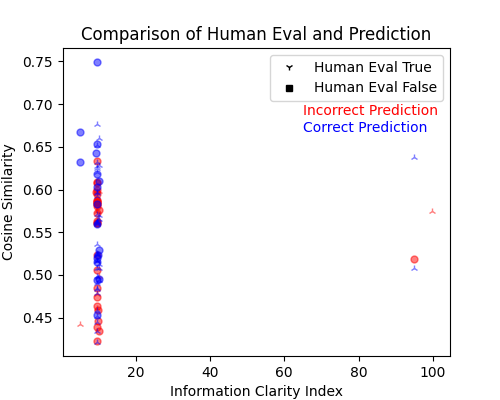 Comparison of Human Eval and Prediction
Human Eval True
Human Eval False
Incorrect Prediction
Correct Prediction
Cosine Similarity
0.75
0.70
0.65
0.60
0.55
0.50
0.45
20 40 60 80 100
Information Clarity Index